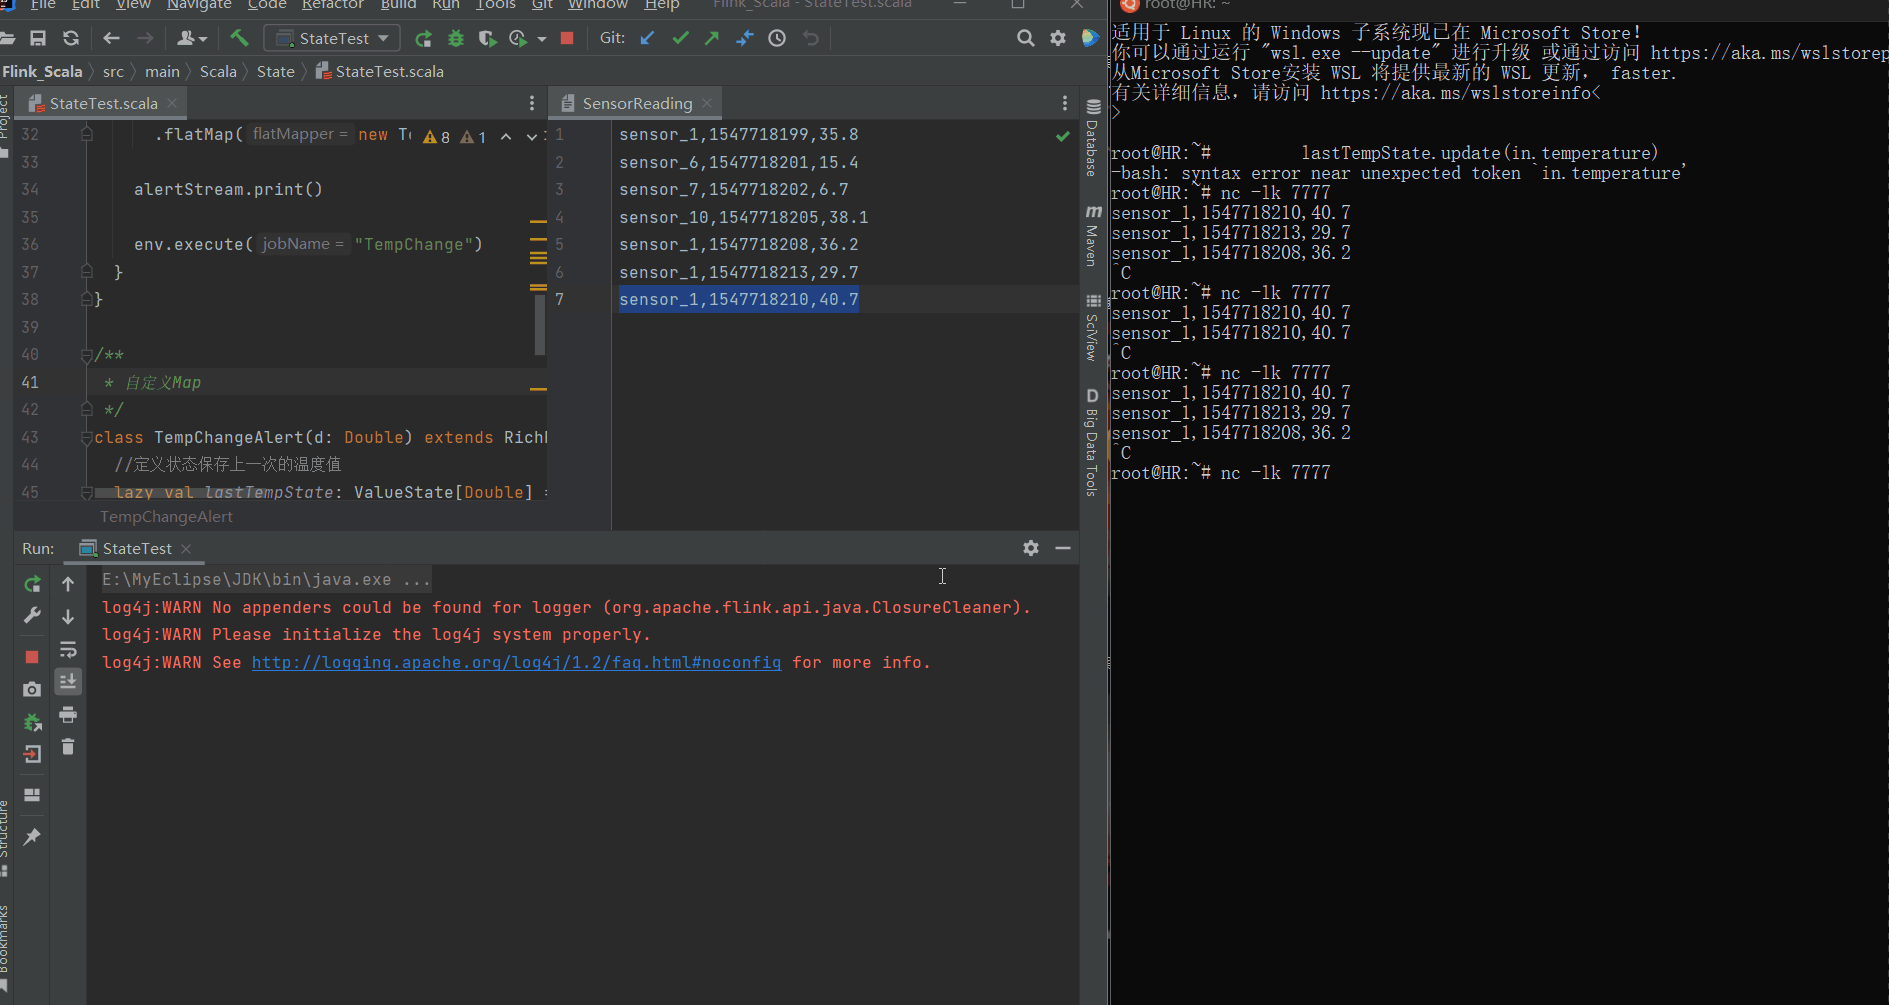 File Edit View Navigate Code Refactor Build Run Tools Git Window Help Flink_Scala - StateTest.scala
StateTest Git:
Flink_Scala src main Scala State StateTest.scala
Project
StateTest.scala
32 .flatMap( flatMapper = new T 8 1
33
34 alertStream.print()
35
36 env.execute( jobName = "TempChange")
37 }
38 }
39
40 /**
41 * 自定义Map
42 */
43 class TempChangeAlert(d: Double) extends Rich
44 //定义状态保存上一次的温度值
45 lazy val lastTempState: ValueState[Double] =
TempChangeAlert
SensorReading
1 sensor_1,1547718199,35.8
2 sensor_6,1547718201,15.4
3 sensor_7,1547718202,6.7
4 sensor_10,1547718205,38.1
5 sensor_1,1547718208,36.2
6 sensor_1,1547718213,29.7
7 sensor_1,1547718210,40.7
Database
m Maven
SciView
D Big Data Tools
Run: StateTest
E:\MyEclipse\JDK\bin\java.exe ...
log4j:WARN No appenders could be found for logger (org.apache.flink.api.java.ClosureCleaner).
log4j:WARN Please initialize the log4j system properly.
log4j:WARN See http://logging.apache.org/log4j/1.2/faq.html#noconfig for more info.
Structure
Bookmarks
root@HR: ~
适用于 Linux 的 Windows 子系统现已在 Microsoft Store!
你可以通过运行 "wsl.exe --update" 进行升级 或通过访问 https://aka.ms/wslstorep
从Microsoft Store安装 WSL 将提供最新的 WSL 更新， faster.
有关详细信息，请访问 https://aka.ms/wslstoreinfo<
>
root@HR:~# lastTempState.update(in.temperature)
-bash: syntax error near unexpected token `in.temperature'
root@HR:~# nc -lk 7777
sensor_1,1547718210,40.7
sensor_1,1547718213,29.7
sensor_1,1547718208,36.2
^C
root@HR:~# nc -lk 7777
sensor_1,1547718210,40.7
sensor_1,1547718210,40.7
^C
root@HR:~# nc -lk 7777
sensor_1,1547718210,40.7
sensor_1,1547718213,29.7
sensor_1,1547718208,36.2
^C
root@HR:~# nc -lk 7777